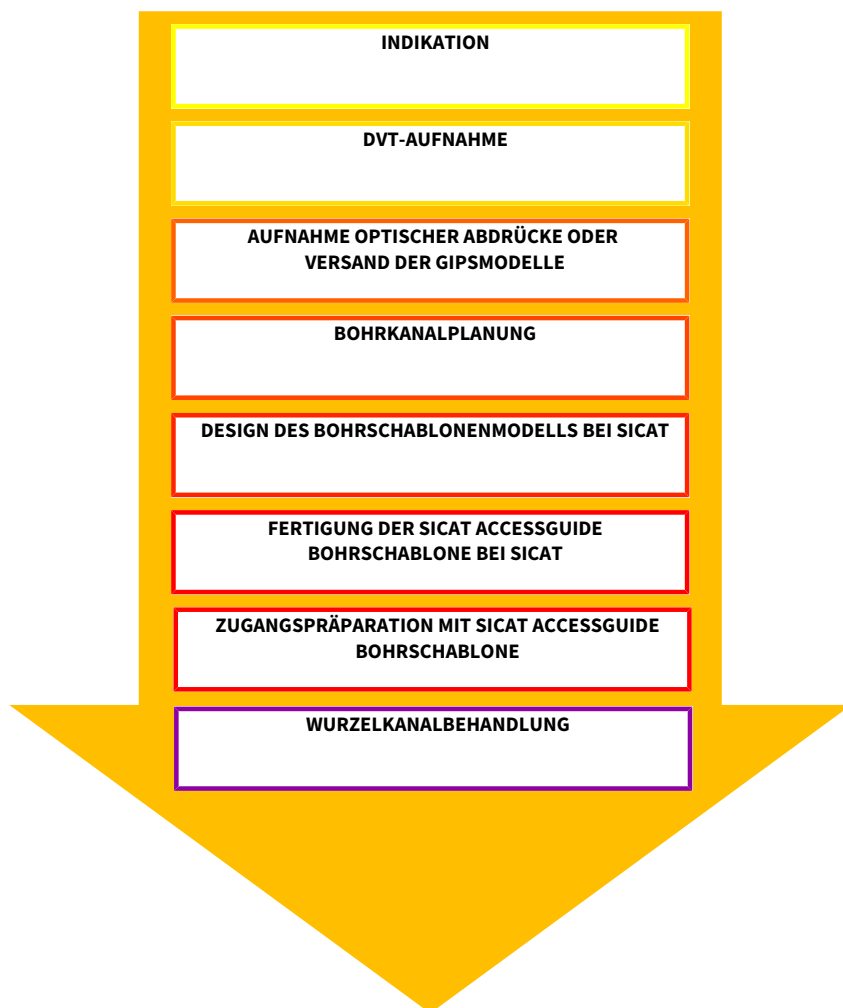 INDIKATION
DVT-AUFNAHME
AUFNAHME OPTISCHER ABDRÜCKE ODER
VERSAND DER GIPSMODELLE
BOHRKANALPLANUNG
DESIGN DES BOHRSCHABLONENMODELLS BEI SICAT
FERTIGUNG DER SICAT ACCESSGUIDE
BOHRSCHABLONE BEI SICAT
ZUGANGSPRÄPARATION MIT SICAT ACCESSGUIDE
BOHRSCHABLONE
WURZELKANALBEHANDLUNG